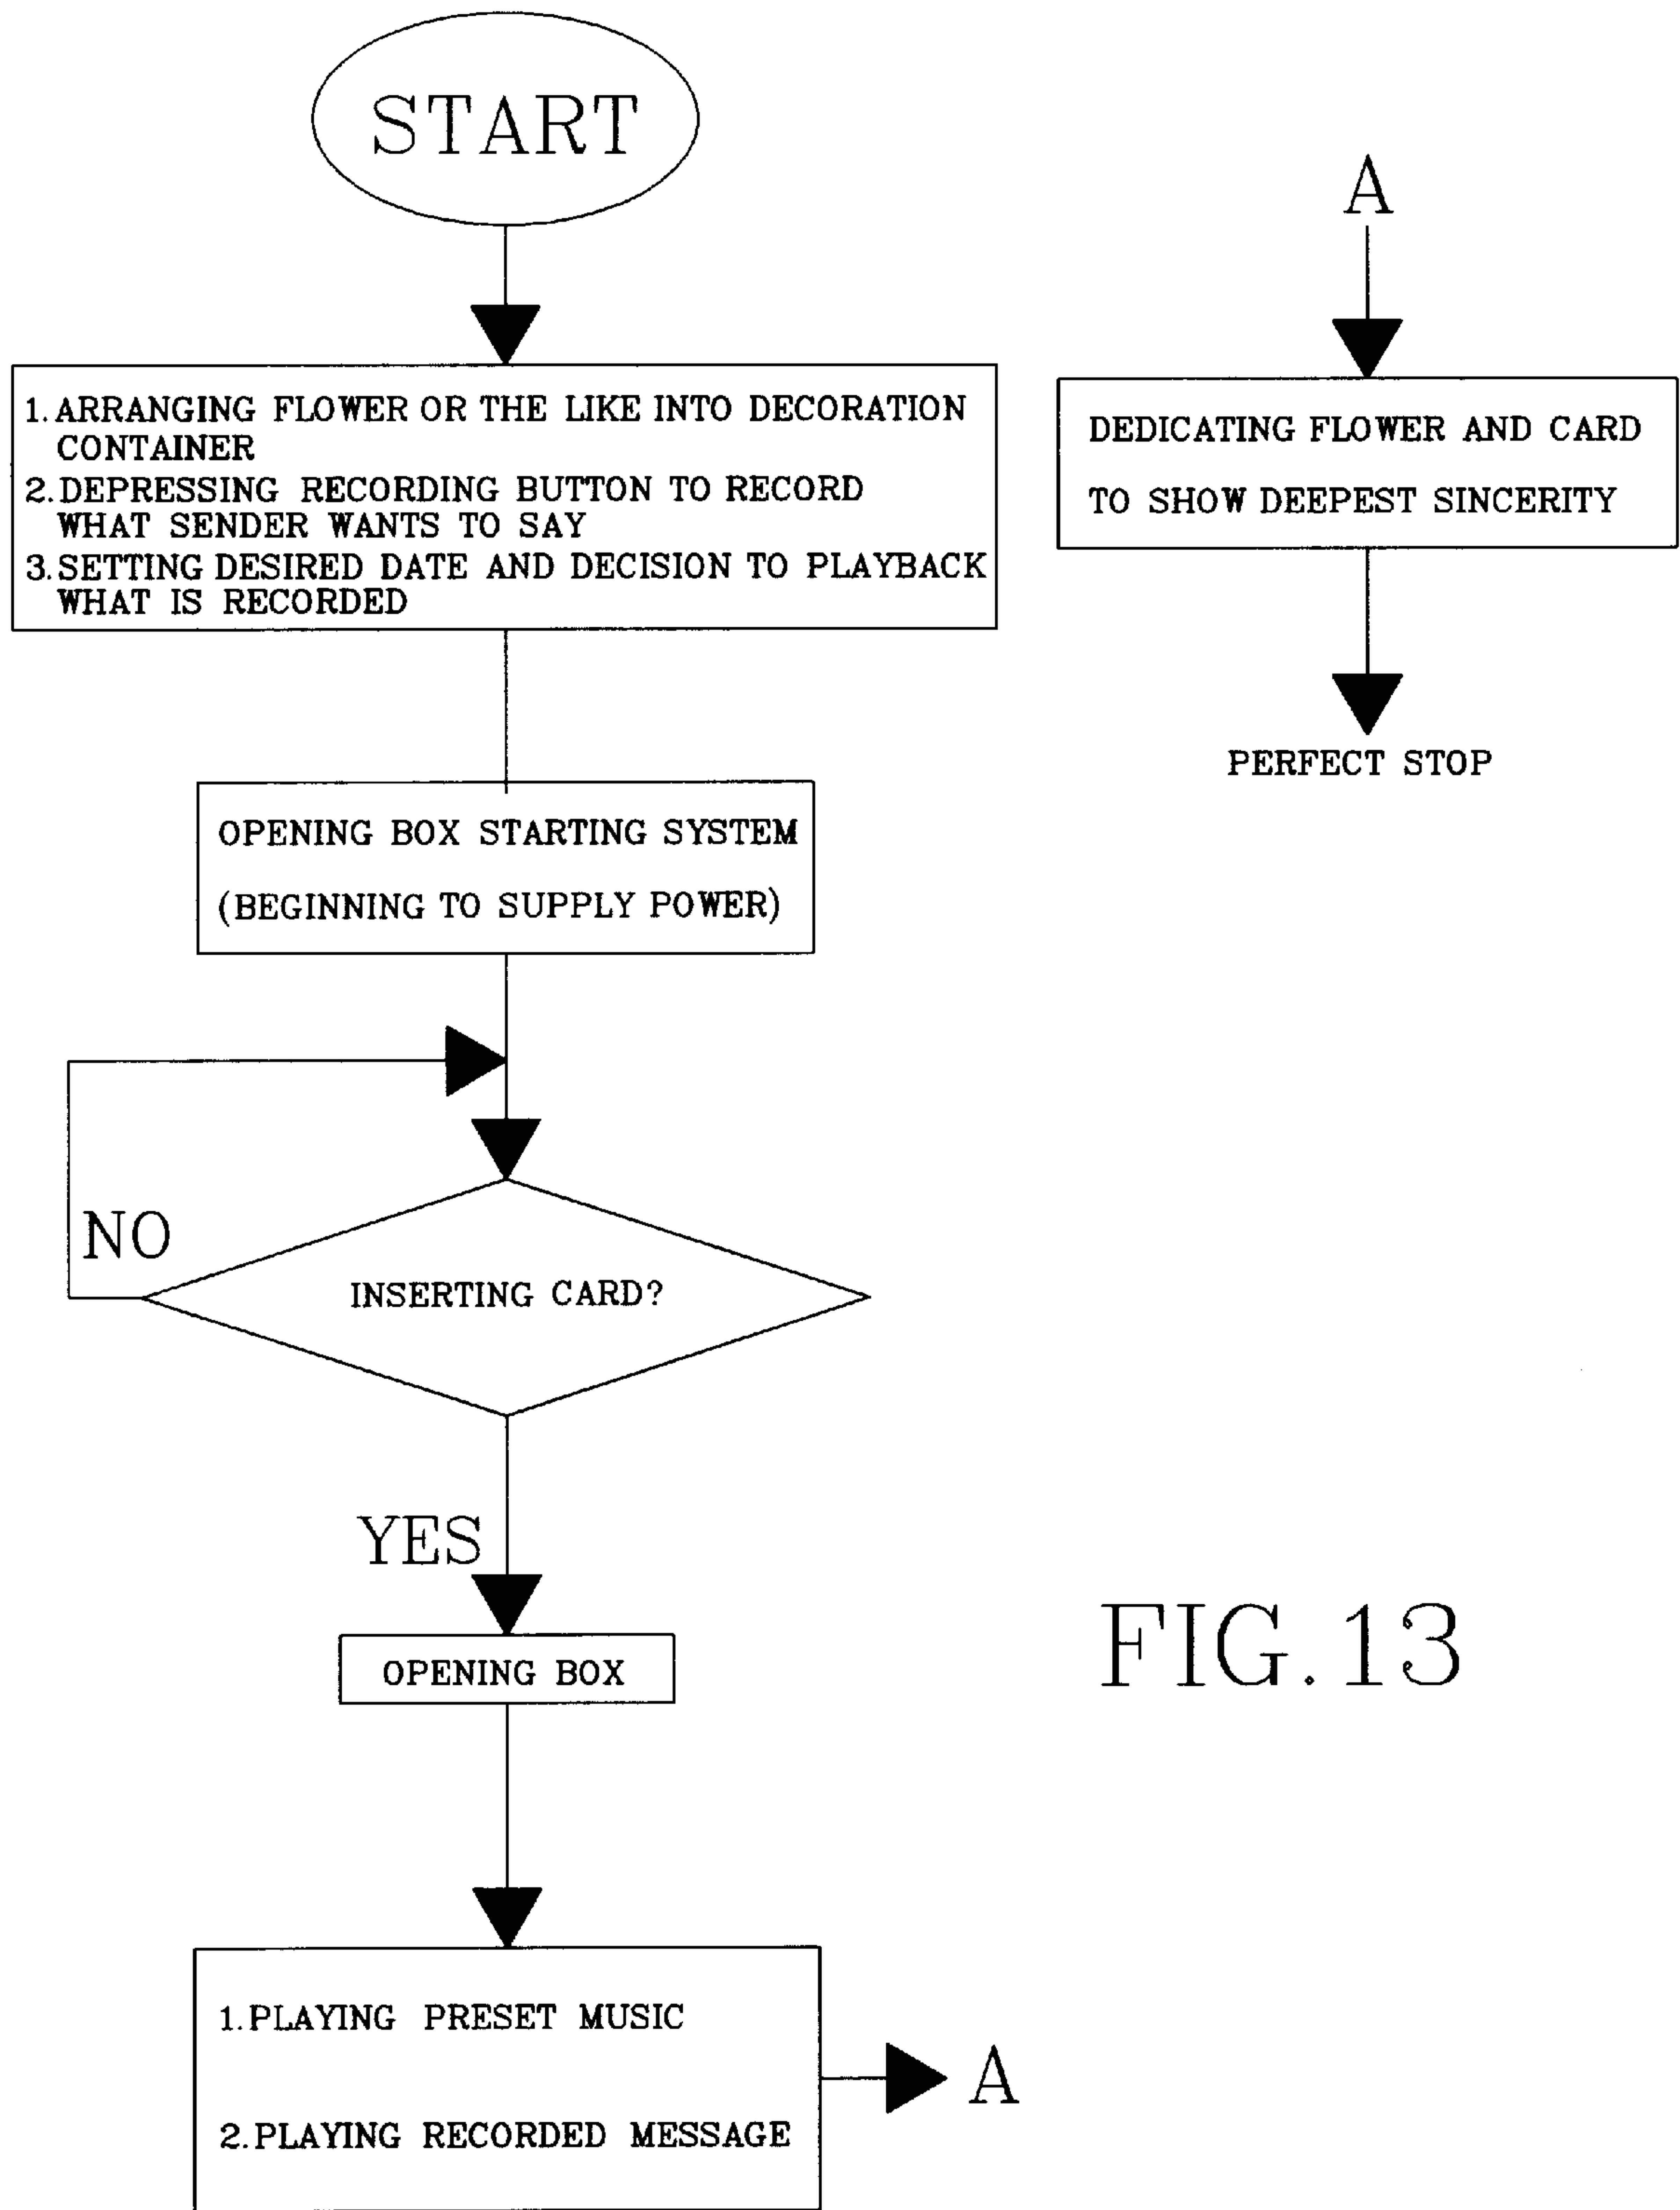 START
1. ARRANGING FLOWER OR THE LIKE INTO DECORATION
CONTAINER
2. DEPRESSING RECORDING BUTTON TO RECORD
WHAT SENDER WANTS TO SAY
3. SETTING DESIRED DATE AND DECISION TO PLAYBACK
WHAT IS RECORDED
OPENING BOX STARTING SYSTEM
(BEGINNING TO SUPPLY POWER)
NO
INSERTING CARD?
YES
OPENING BOX
1. PLAYING PRESET MUSIC
2. PLAYING RECORDED MESSAGE
A
A
DEDICATING FLOWER AND CARD
TO SHOW DEEPEST SINCERITY
PERFECT STOP
FIG. 13